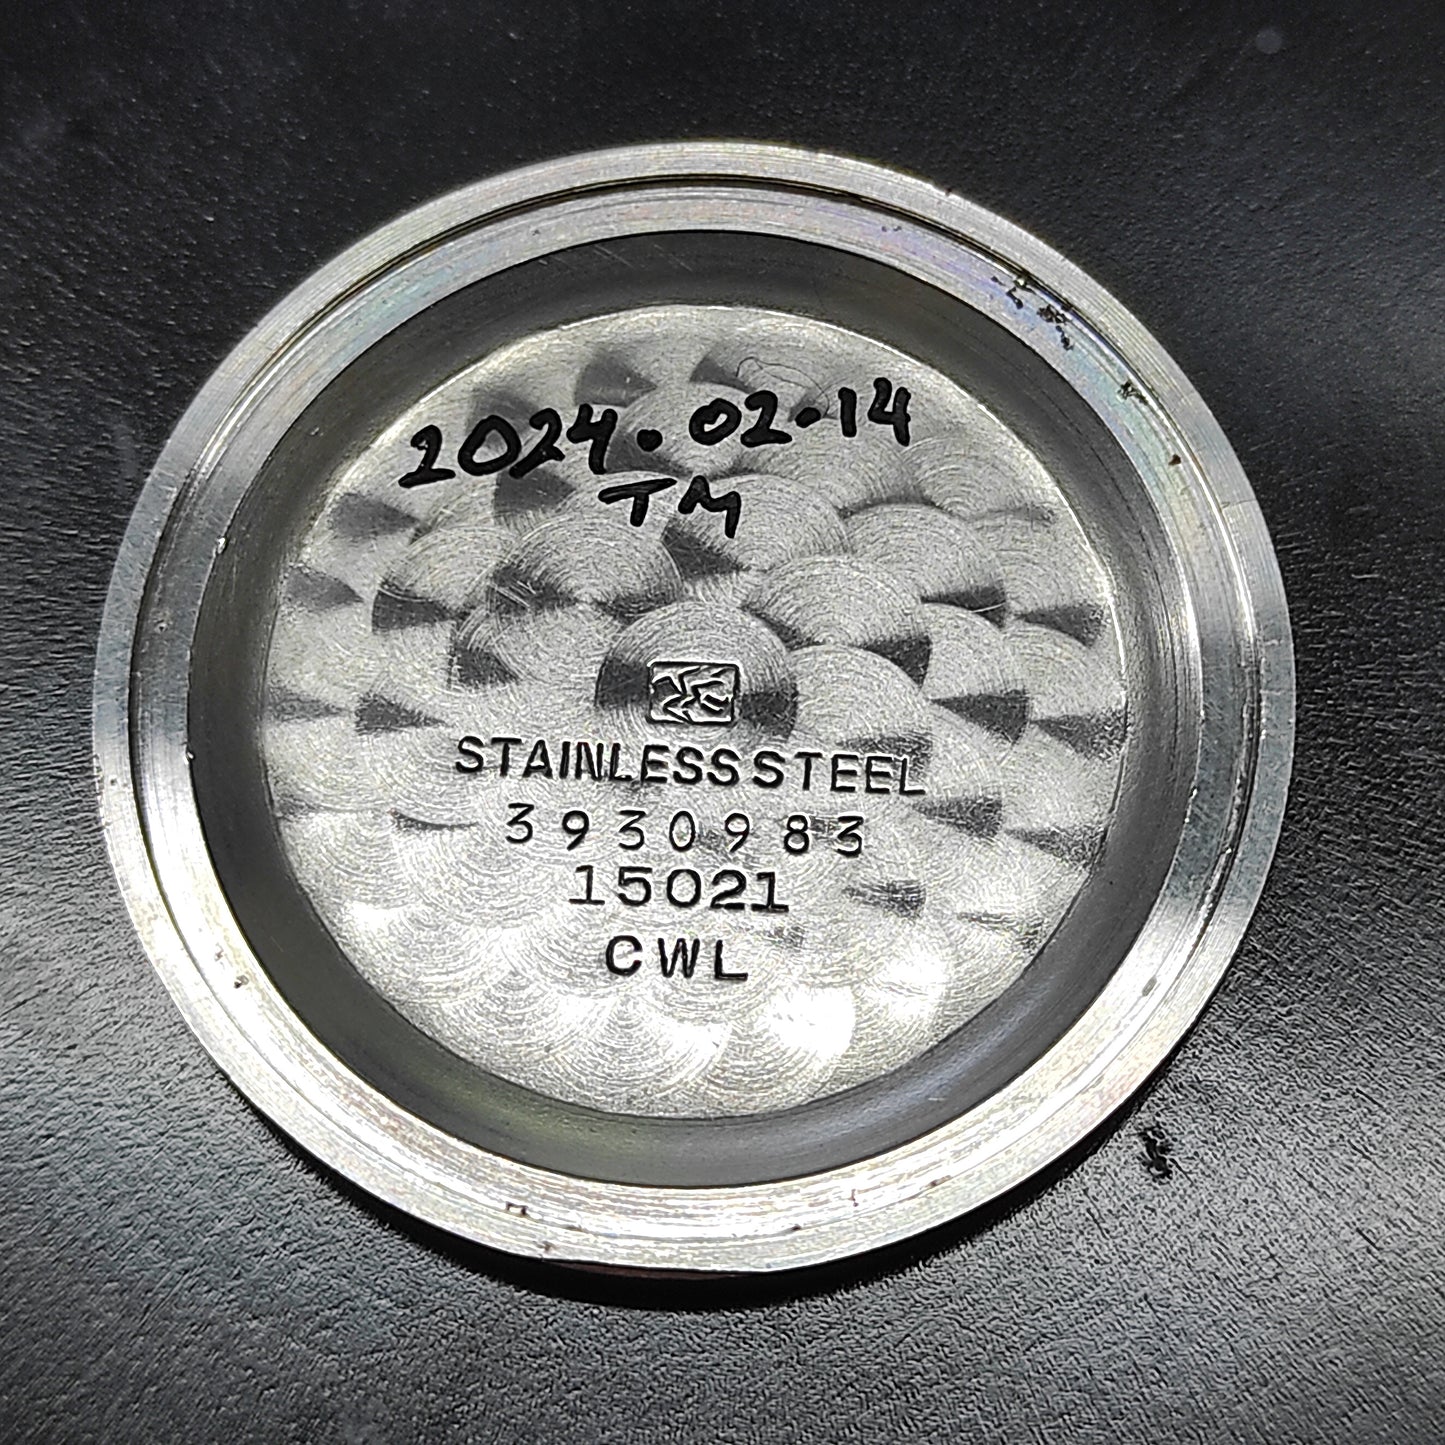 2024.02.14
TM
STAINLESS STEEL
3930983
15021
CWL